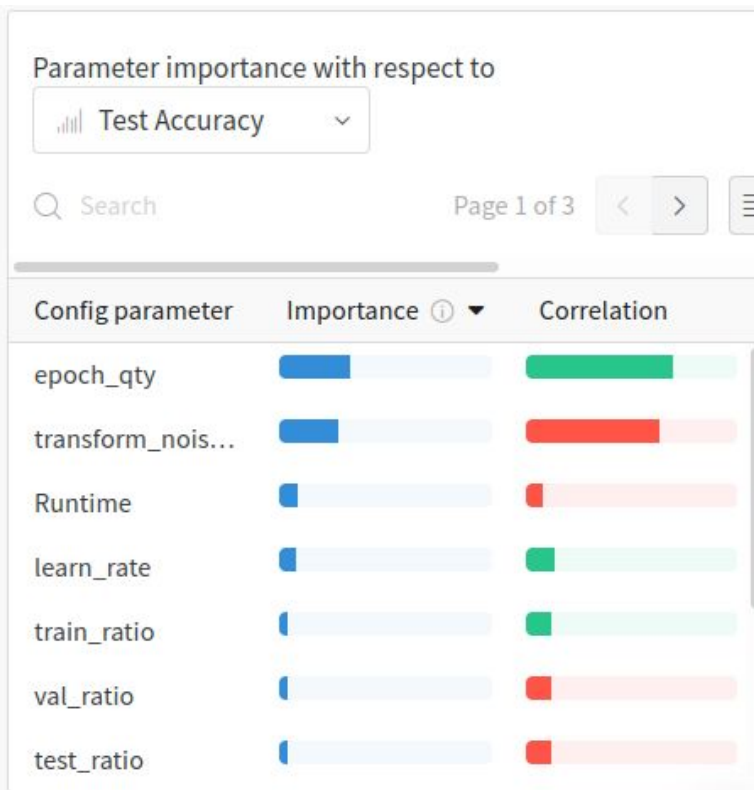 Parameter importance with respect to
Test Accuracy
Search
Page 1 of 3
Config parameter Importance Correlation
epoch_qty
transform_nois...
Runtime
learn_rate
train_ratio
val_ratio
test_ratio